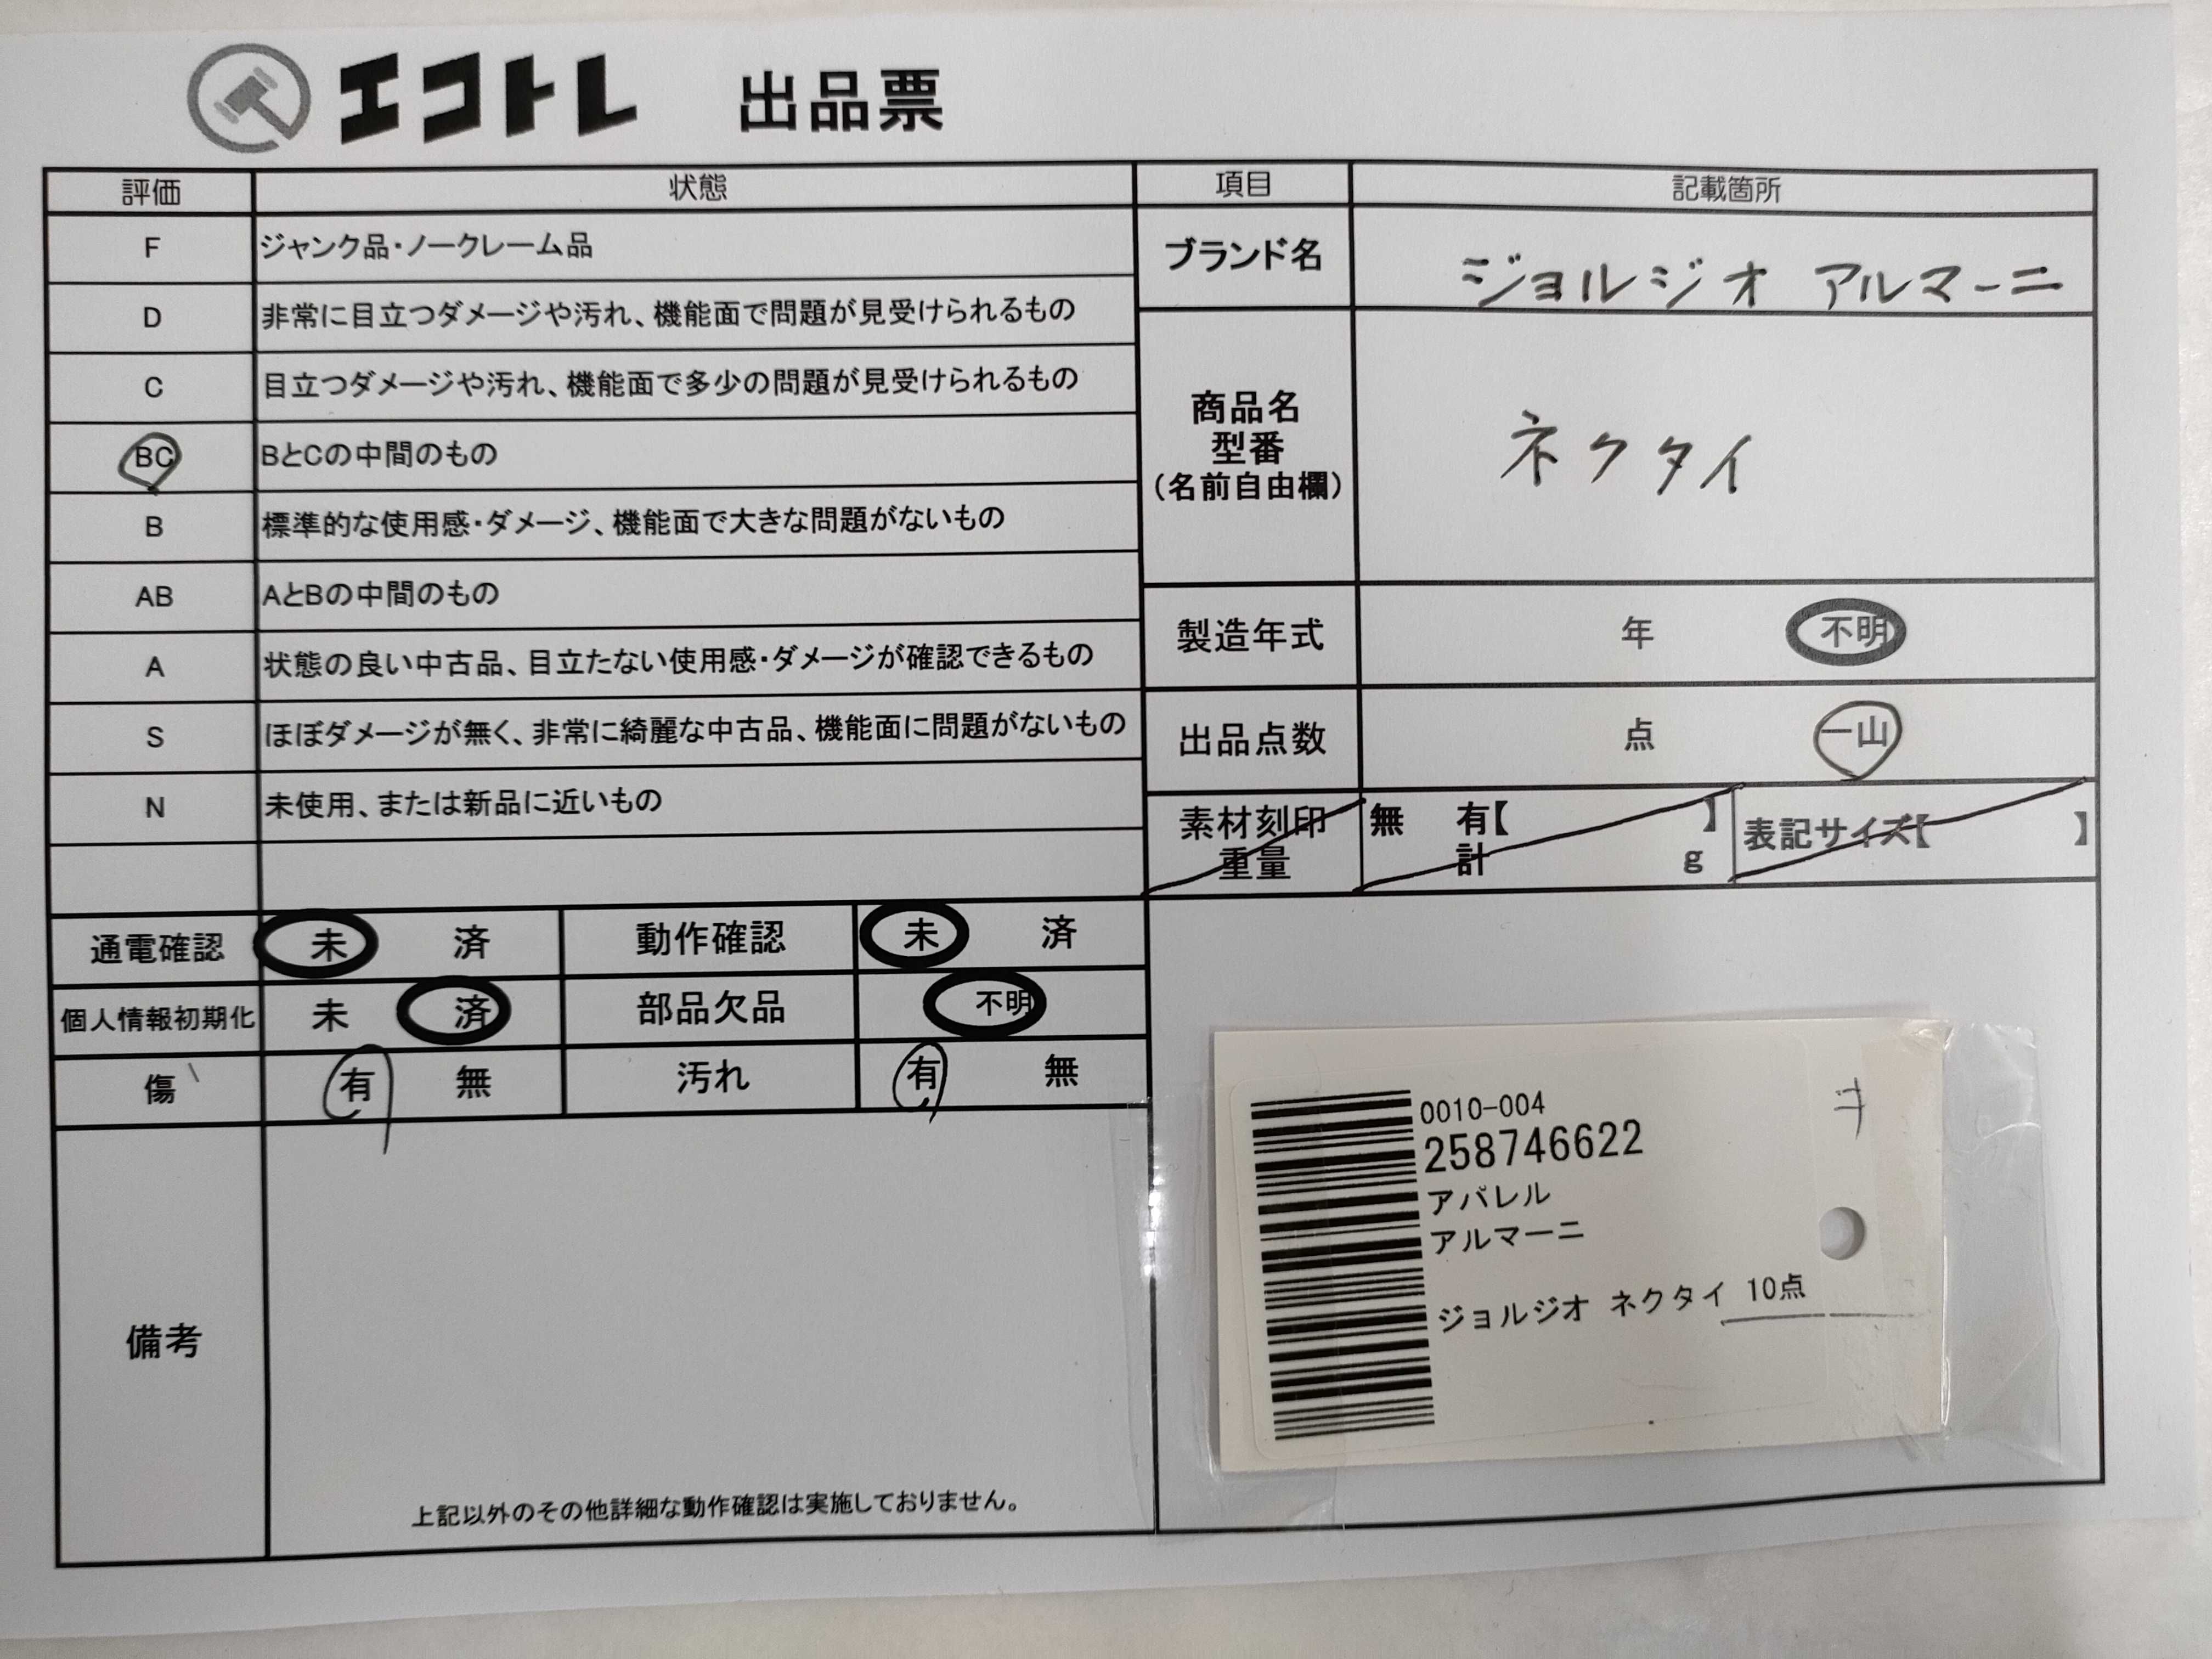 エコトレ 出品票
評価 状態 項目 記載箇所
F ジャンク品・ノークレーム品
D 非常に目立つダメージや汚れ、機能面で問題が見受けられるもの
C 目立つダメージや汚れ、機能面で多少の問題が見受けられるもの
BC BとCの中間のもの
B 標準的な使用感・ダメージ、機能面で大きな問題がないもの
AB AとBの中間のもの
A 状態の良い中古品、目立たない使用感・ダメージが確認できるもの
S ほぼダメージが無く、非常に綺麗な中古品、機能面に問題がないもの
N 未使用、または新品に近いもの
ブランド名 ジョルジオ アルマーニ
商品名
型番
(名前自由欄)
ネクタイ
製造年式 年 不明
出品点数 点 一山
素材刻印 無 有【 】
重量 計 g
表記サイズ【 】
通電確認 未 済 動作確認 未 済
個人情報初期化 未 済 部品欠品 不明
傷 有 無 汚れ 有 無
備考
上記以外のその他詳細な動作確認は実施しておりません。
0010-004
258746622
アパレル
アルマーニ
ジョルジオ ネクタイ 10点